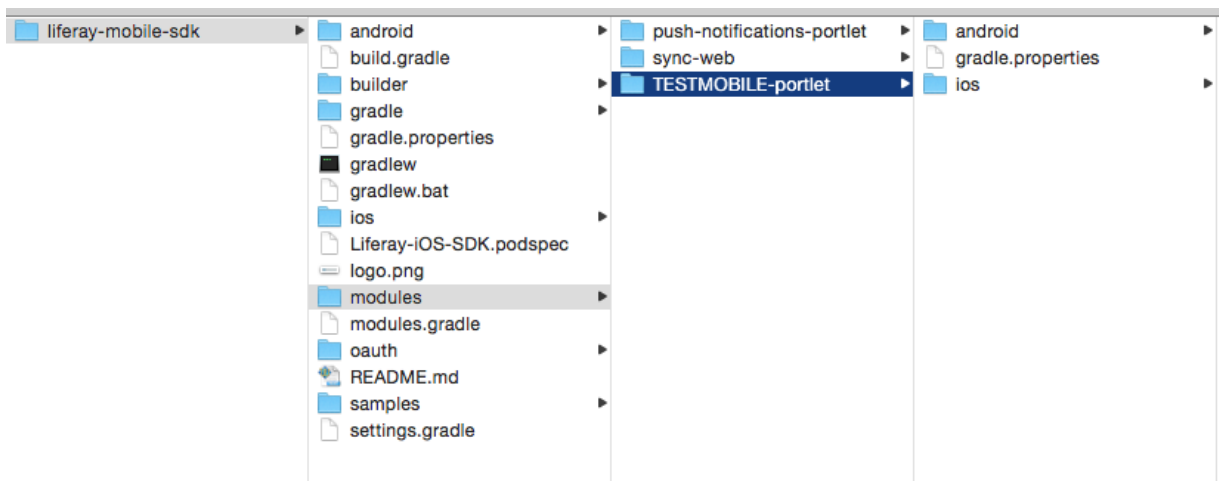 liferay-mobile-sdk
android
build.gradle
builder
gradle
gradle.properties
gradlew
gradlew.bat
ios
Liferay-iOS-SDK.podspec
logo.png
modules
modules.gradle
oauth
README.md
samples
settings.gradle
push-notifications-portlet
sync-web
TESTMOBILE-portlet
android
gradle.properties
ios